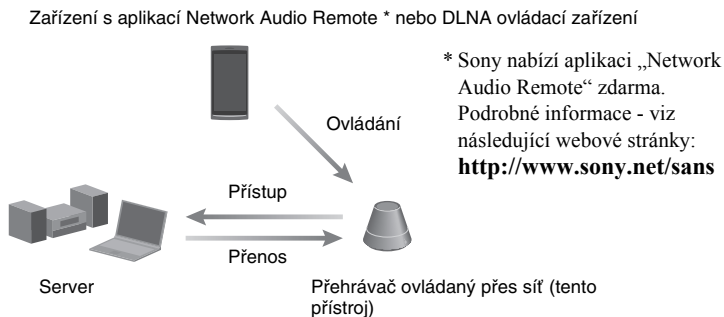 Zařízení s aplikací Network Audio Remote * nebo DLNA ovládací zařízení
* Sony nabízí aplikaci „Network
Audio Remote“ zdarma.
Podrobné informace - viz
následující webové stránky:
http://www.sony.net/sans
Ovládání
Přístup
Přenos
Server
Přehrávač ovládaný přes síť (tento
přístroj)